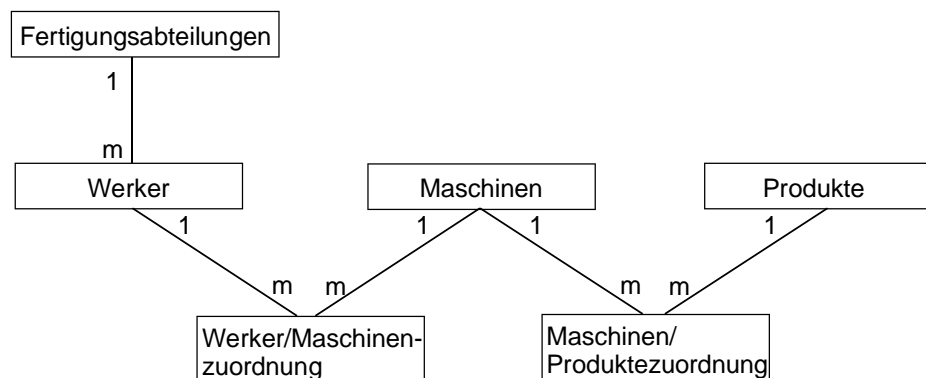 Fertigungsabteilungen
1
m
Werker
Maschinen
Produkte
1
1
1
1
m
m
m
m
Werker/Maschinen-
zuordnung
Maschinen/
Produktezuordnung